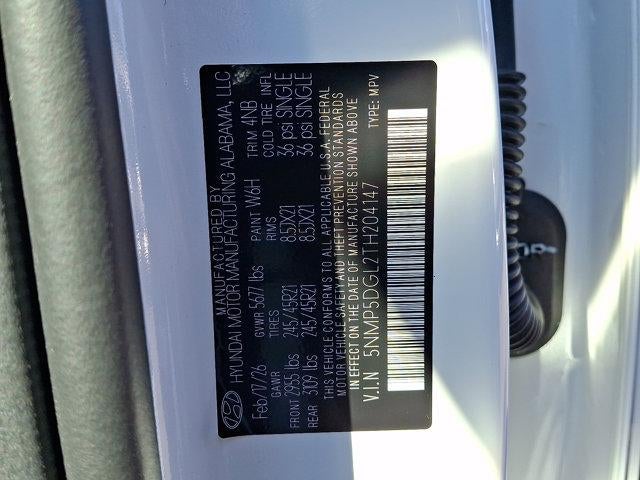 MANUFACTURED BY
HYUNDAI MOTOR MANUFACTURING ALABAMA, LLC
Feb/17/26 GVWR 5677 lbs PAINT W6H TRIM 4NB
GAWR TIRES RIMS COLD TIRE INFL
FRONT 2955 lbs 245/45R21 8.5JX21 36 psi SINGLE
REAR 3109 lbs 245/45R21 8.5JX21 36 psi SINGLE
THIS VEHICLE CONFORMS TO ALL APPLICABLE U.S.A. FEDERAL
MOTOR VEHICLE SAFETY AND THEFT PREVENTION STANDARDS
IN EFFECT ON THE DATE OF MANUFACTURE SHOWN ABOVE
V.I.N 5NMP5DGL2TH204147 TYPE: MPV